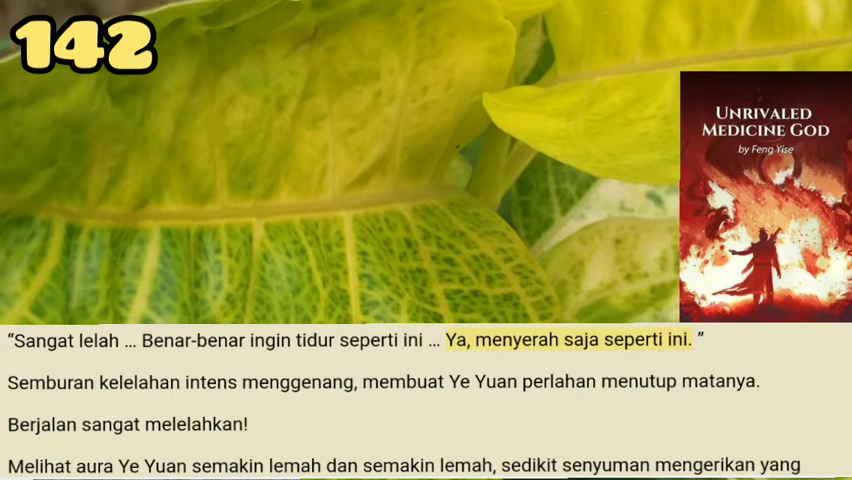 142
UNRIVALED
MEDICINE GOD
by Feng Yise
“Sangat lelah ... Benar-benar ingin tidur seperti ini ... Ya, menyerah saja seperti ini. ”
Semburan kelelahan intens menggenang, membuat Ye Yuan perlahan menutup matanya.
Berjalan sangat melelahkan!
Melihat aura Ye Yuan semakin lemah dan semakin lemah, sedikit senyuman mengerikan yang